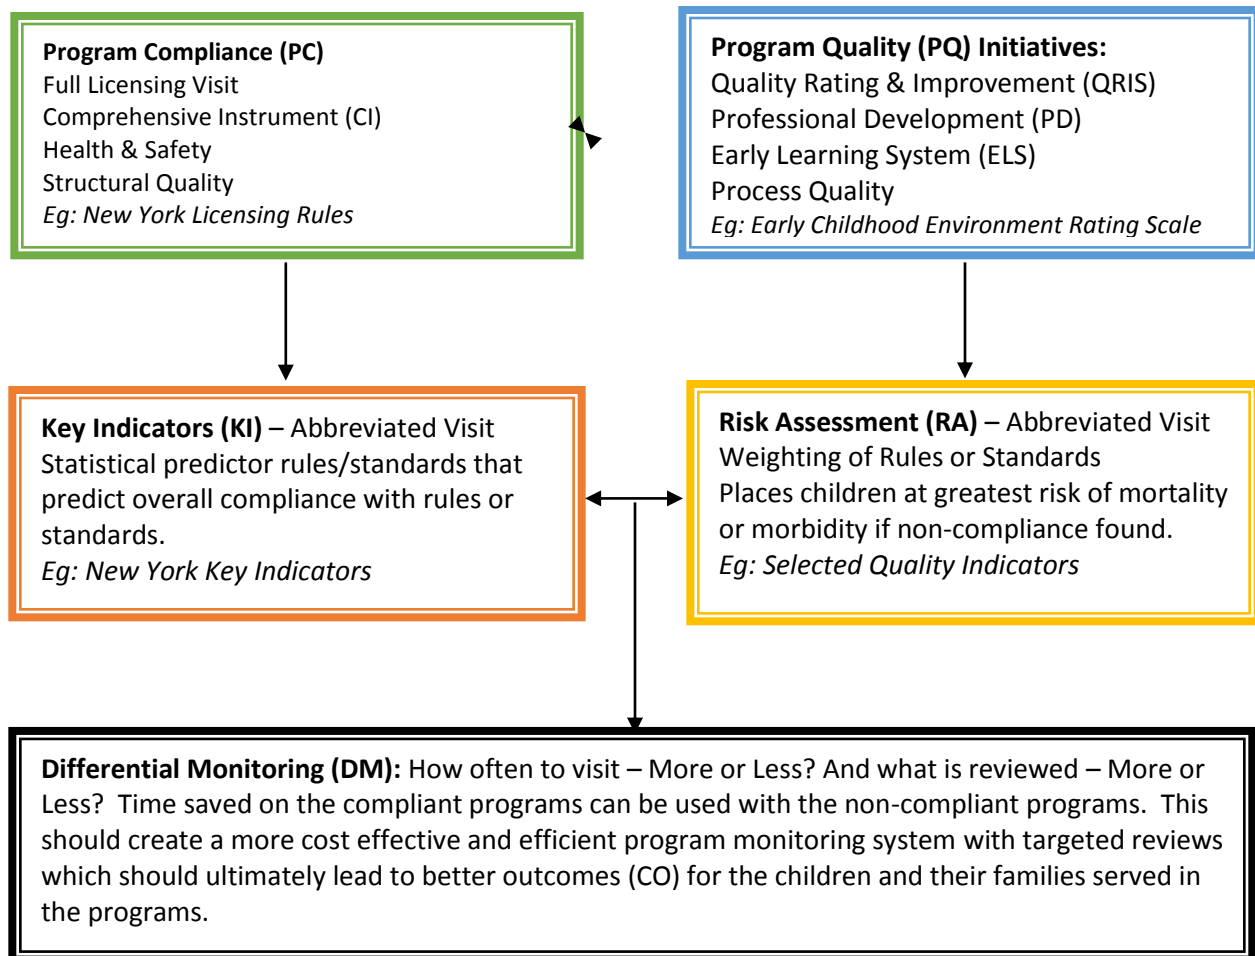 Program Compliance (PC)
Full Licensing Visit
Comprehensive Instrument (CI)
Health & Safety
Structural Quality
Eg: New York Licensing Rules
Program Quality (PQ) Initiatives:
Quality Rating & Improvement (QRIS)
Professional Development (PD)
Early Learning System (ELS)
Process Quality
Eg: Early Childhood Environment Rating Scale
Key Indicators (KI) – Abbreviated Visit
Statistical predictor rules/standards that
predict overall compliance with rules or
standards.
Eg: New York Key Indicators
Risk Assessment (RA) – Abbreviated Visit
Weighting of Rules or Standards
Places children at greatest risk of mortality
or morbidity if non-compliance found.
Eg: Selected Quality Indicators
Differential Monitoring (DM): How often to visit – More or Less? And what is reviewed – More or
Less?  Time saved on the compliant programs can be used with the non-compliant programs.  This
should create a more cost effective and efficient program monitoring system with targeted reviews
which should ultimately lead to better outcomes (CO) for the children and their families served in
the programs.